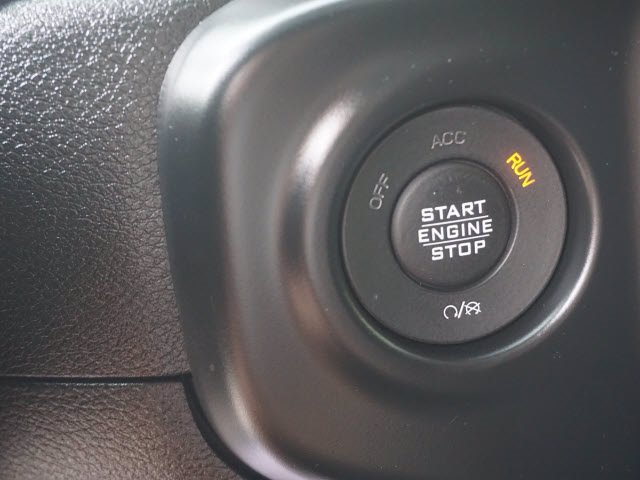 ACC
OFF
RUN
START
ENGINE
STOP